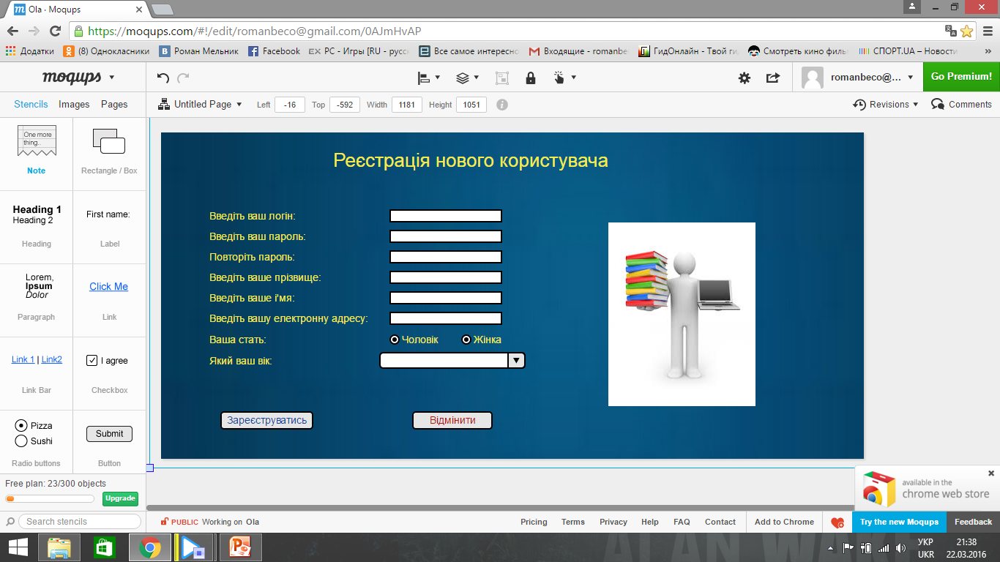 Ola · Moqups
https://moqups.com/#!/edit/romanbeco@gmail.com/0AJmHvAP
Додатки
(8) Однокласники
Роман Мельник
Facebook
PC - Игры [RU - русс
Все самое интересно
Входящие - romanbe
ГидОнлайн - Твой ги
Смотреть кино филь
СПОРТ.UA – Новости
moqups
romanbeco@...
Go Premium!
Stencils Images Pages
Untitled Page
Left -16 Top -592 Width 1181 Height 1051
Revisions
Comments
One more
thing..
Note
Rectangle / Box
Heading 1
Heading 2
Heading
First name:
Label
Lorem,
Ipsum
Dolor
Paragraph
Click Me
Link
Link 1 | Link2
Link Bar
I agree
Checkbox
Pizza
Sushi
Radio buttons
Submit
Button
Free plan: 23/300 objects
Upgrade
Search stencils
Реєстрація нового користувача
Введіть ваш логін:
Введіть ваш пароль:
Повторіть пароль:
Введіть ваше прізвище:
Введіть ваше і'мя:
Введіть вашу електронну адресу:
Ваша стать: Чоловік Жінка
Який ваш вік:
Зареєструватись
Відмінити
available in the
chrome web store
PUBLIC Working on Ola
Pricing Terms Privacy Help FAQ Contact
Add to Chrome
Try the new Moqups
Feedback
ALAN WAKE
УКР
UKR
21:38
22.03.2016